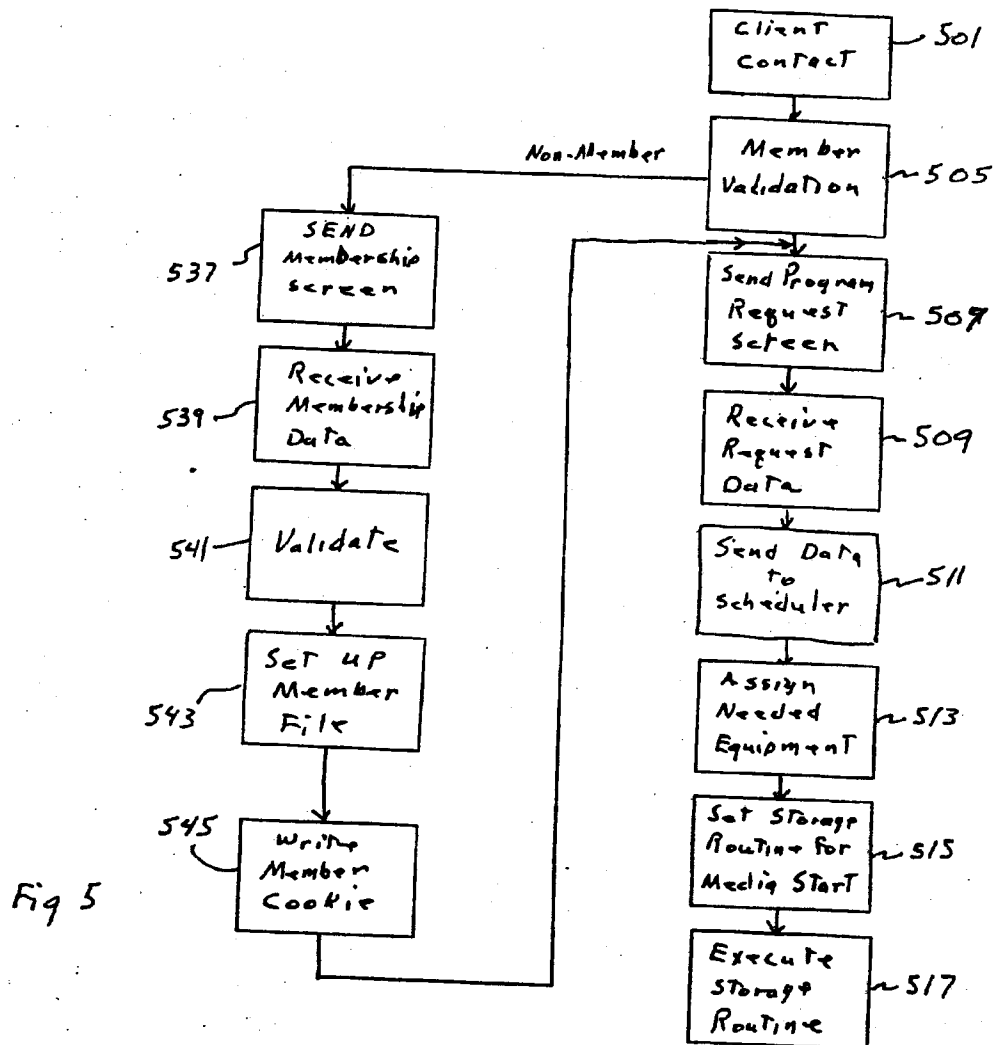 Client
Contact
501
Member
Validation
505
Non-Member
SEND
Membership
Screen
537
Send Program
Request
Screen
507
Receive
Membership
Data
539
Receive
Request
Data
509
Validate
541
Send Data
to
Scheduler
511
Set up
Member
File
543
Assign
Needed
Equipment
513
Write
Member
Cookie
545
Set Storage
Routine for
Media Start
515
Execute
Storage
Routine
517
Fig 5